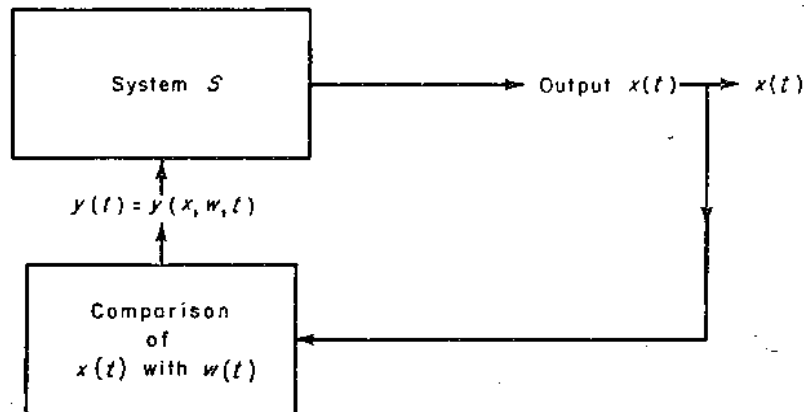 System S
Output x(t)
x(t)
y(t) = y(x, w, t)
Comparison
of
x(t) with w(t)